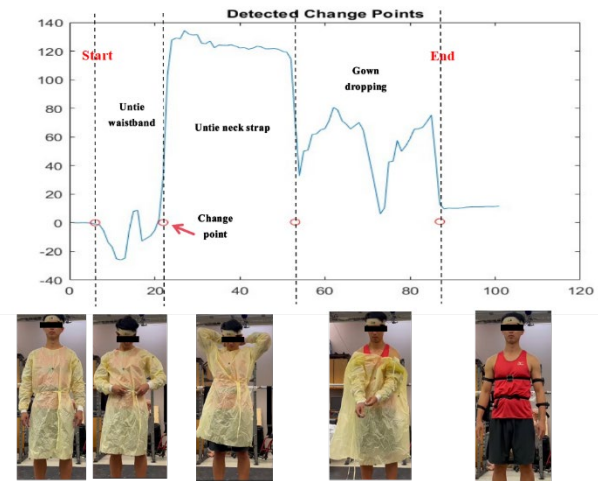 Detected Change Points
140
120
100
80
60
40
20
0
-20
-40
Start
End
Untie
waistband
Untie neck strap
Gown
dropping
Change
point
0
20
40
60
80
100
120